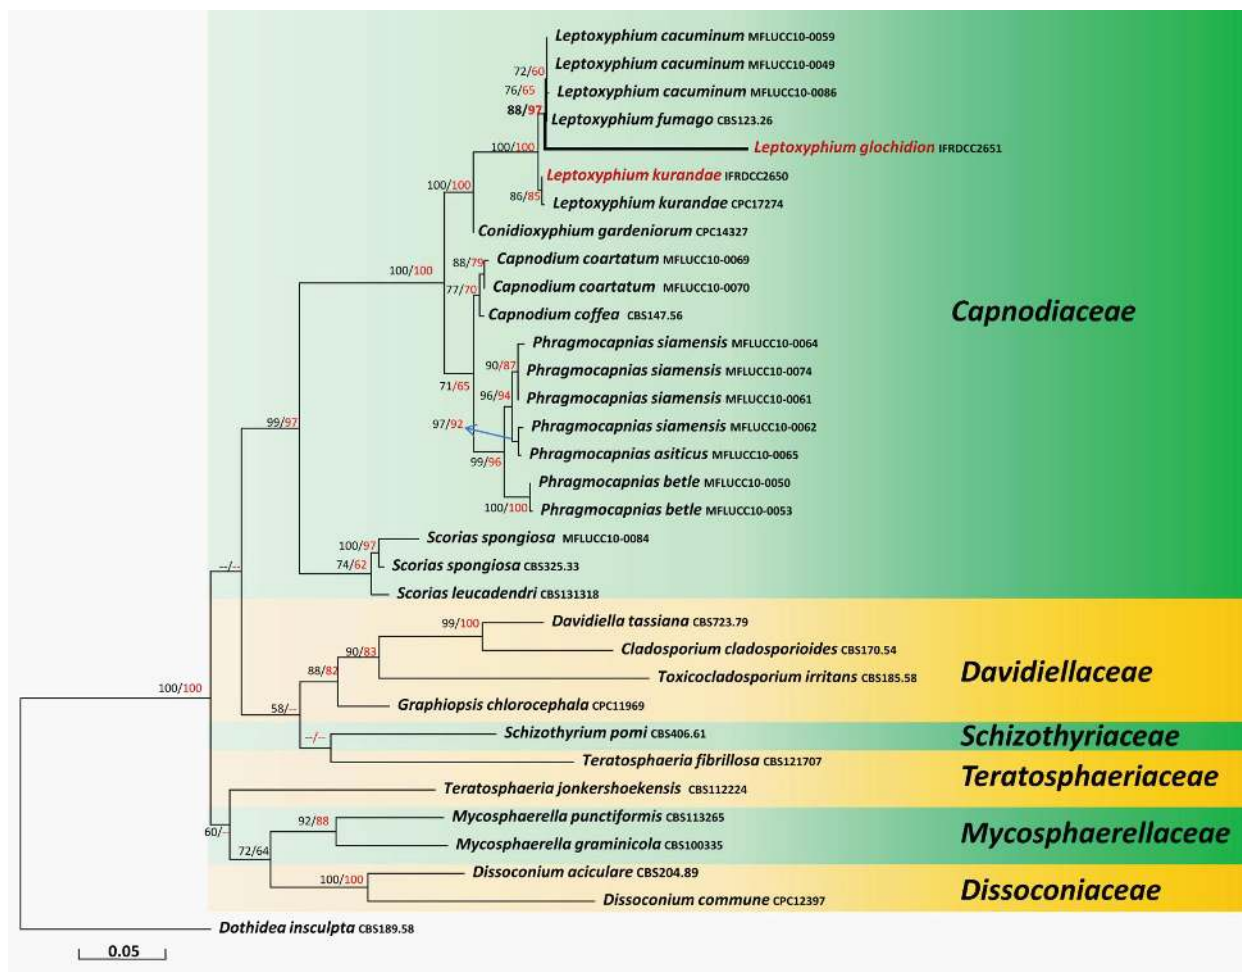 Leptoxyphium cacuminum MFLUCC10-0059
Leptoxyphium cacuminum MFLUCC10-0049
72/60
76/65 Leptoxyphium cacuminum MFLUCC10-0086
88/97
Leptoxyphium fumago CBS123.26
100/100 Leptoxyphium glochidion IFRDCC2651
Leptoxyphium kurandae IFRDCC2650
100/100
86/85 Leptoxyphium kurandae CPC17274
Conidioxyphium gardeniorum CPC14327
88/79 Capnodium coartatum MFLUCC10-0069
100/100
77/70 Capnodium coartatum MFLUCC10-0070
Capnodium coffea CBS147.56
Capnodiaceae
Phragmocapnias siamensis MFLUCC10-0064
90/87
Phragmocapnias siamensis MFLUCC10-0074
71/65
96/94 Phragmocapnias siamensis MFLUCC10-0061
99/97
97/92 Phragmocapnias siamensis MFLUCC10-0062
Phragmocapnias asiticus MFLUCC10-0065
99/96
Phragmocapnias betle MFLUCC10-0050
100/100 Phragmocapnias betle MFLUCC10-0053
Scorias spongiosa MFLUCC10-0084
100/97
--/-- 74/62 Scorias spongiosa CBS325.33
Scorias leucadendri CBS131318
99/100 Davidiella tassiana CBS723.79
90/83 Cladosporium cladosporioides CBS170.54
88/82 Toxicocladosporium irritans CBS185.58
Davidiellaceae
100/100
58/-- Graphiopsis chlorocephala CPC11969
--/-- Schizothyrium pomi CBS406.61
Schizothyriaceae
Teratosphaeria fibrillosa CBS121707
Teratosphaeriaceae
Teratosphaeria jonkershoekensis CBS112224
92/88 Mycosphaerella punctiformis CBS113265
60/--
Mycosphaerellaceae
72/64 Mycosphaerella graminicola CBS100335
100/100 Dissoconium aciculare CBS204.89
Dissoconiaceae
Dissoconium commune CPC12397
Dothidea insculpta CBS189.58
0.05